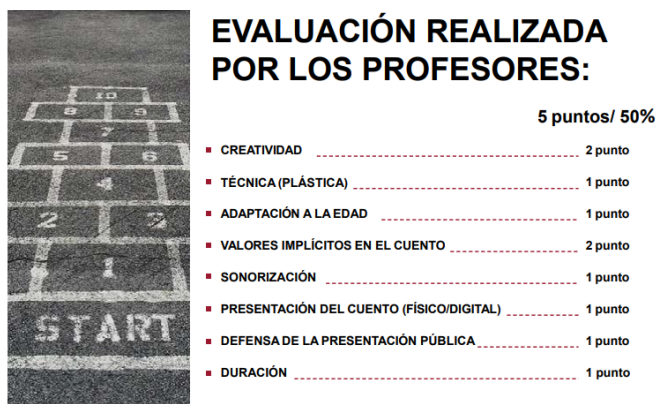 EVALUACIÓN REALIZADA
POR LOS PROFESORES:
5 puntos/ 50%
CREATIVIDAD 2 punto
TÉCNICA (PLÁSTICA) 1 punto
ADAPTACIÓN A LA EDAD 1 punto
VALORES IMPLÍCITOS EN EL CUENTO 2 punto
SONORIZACIÓN 1 punto
PRESENTACIÓN DEL CUENTO (FÍSICO/DIGITAL) 1 punto
DEFENSA DE LA PRESENTACIÓN PÚBLICA 1 punto
DURACIÓN 1 punto
10
8 9
7
5 6
4
2 3
1
START